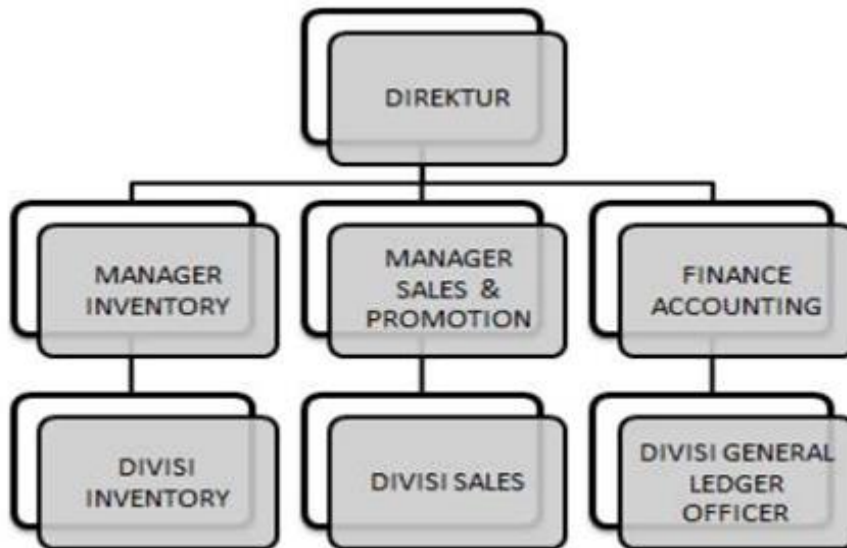 DIREKTUR
MANAGER
INVENTORY
MANAGER
SALES &
PROMOTION
FINANCE
ACCOUNTING
DIVISI
INVENTORY
DIVISI SALES
DIVISI GENERAL
LEDGER
OFFICER